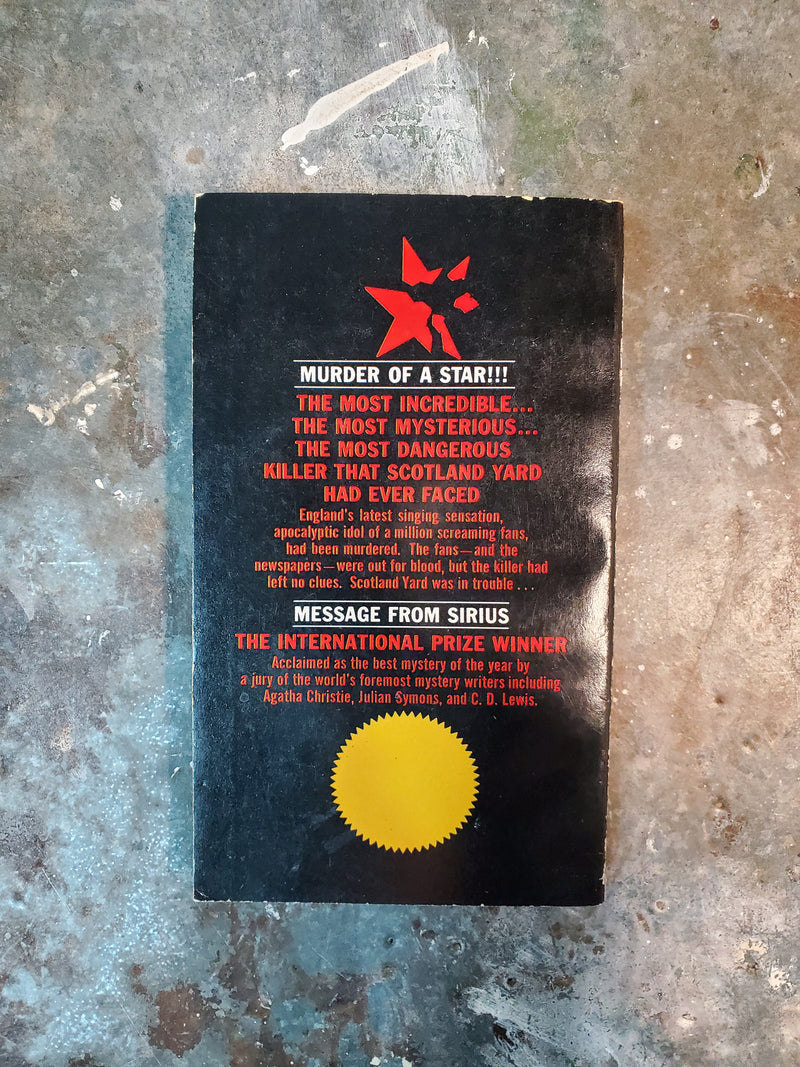 MURDER OF A STAR!!!
THE MOST INCREDIBLE...
THE MOST MYSTERIOUS...
THE MOST DANGEROUS
KILLER THAT SCOTLAND YARD
HAD EVER FACED
England's latest singing sensation,
apocalyptic idol of a million screaming fans,
had been murdered. The fans—and the
newspapers—were out for blood, but the killer had
left no clues. Scotland Yard was in trouble...
MESSAGE FROM SIRIUS
THE INTERNATIONAL PRIZE WINNER
Acclaimed as the best mystery of the year by
a jury of the world's foremost mystery writers including
Agatha Christie, Julian Symons, and C. D. Lewis.